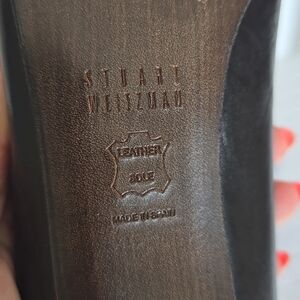 STUART
WEITZMAN
LEATHER
SOLE
MADE IN SPAIN